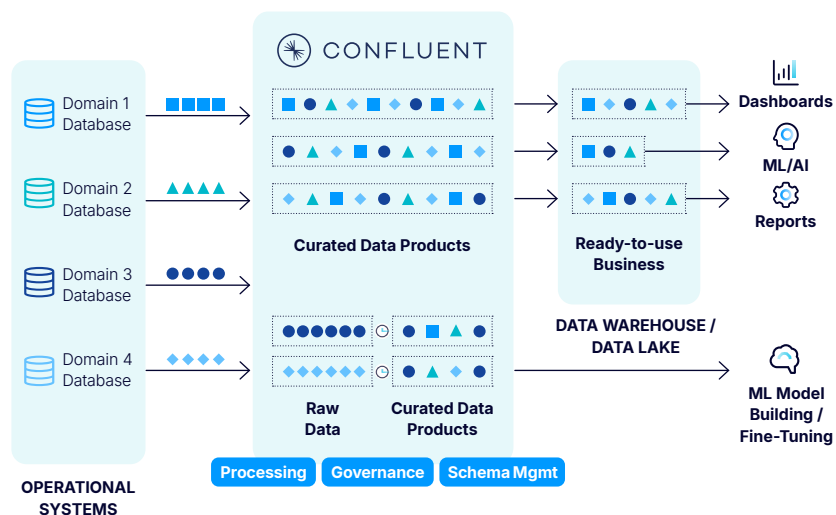 CONFLUENT
Domain 1
Database
Domain 2
Database
Domain 3
Database
Domain 4
Database
OPERATIONAL
SYSTEMS
Curated Data Products
Raw
Data
Curated Data
Products
Processing
Governance
Schema Mgmt
Ready-to-use
Business
DATA WAREHOUSE /
DATA LAKE
Dashboards
ML/AI
Reports
ML Model
Building /
Fine-Tuning